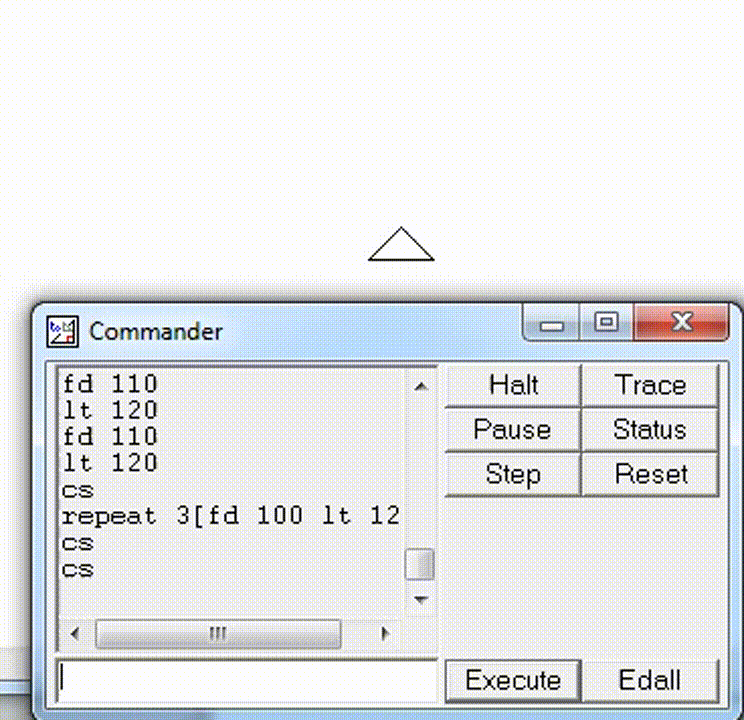 Commander
fd 110
lt 120
fd 110
lt 120
cs
repeat 3[fd 100 lt 12
cs
cs
Halt Trace
Pause Status
Step Reset
Execute Edall